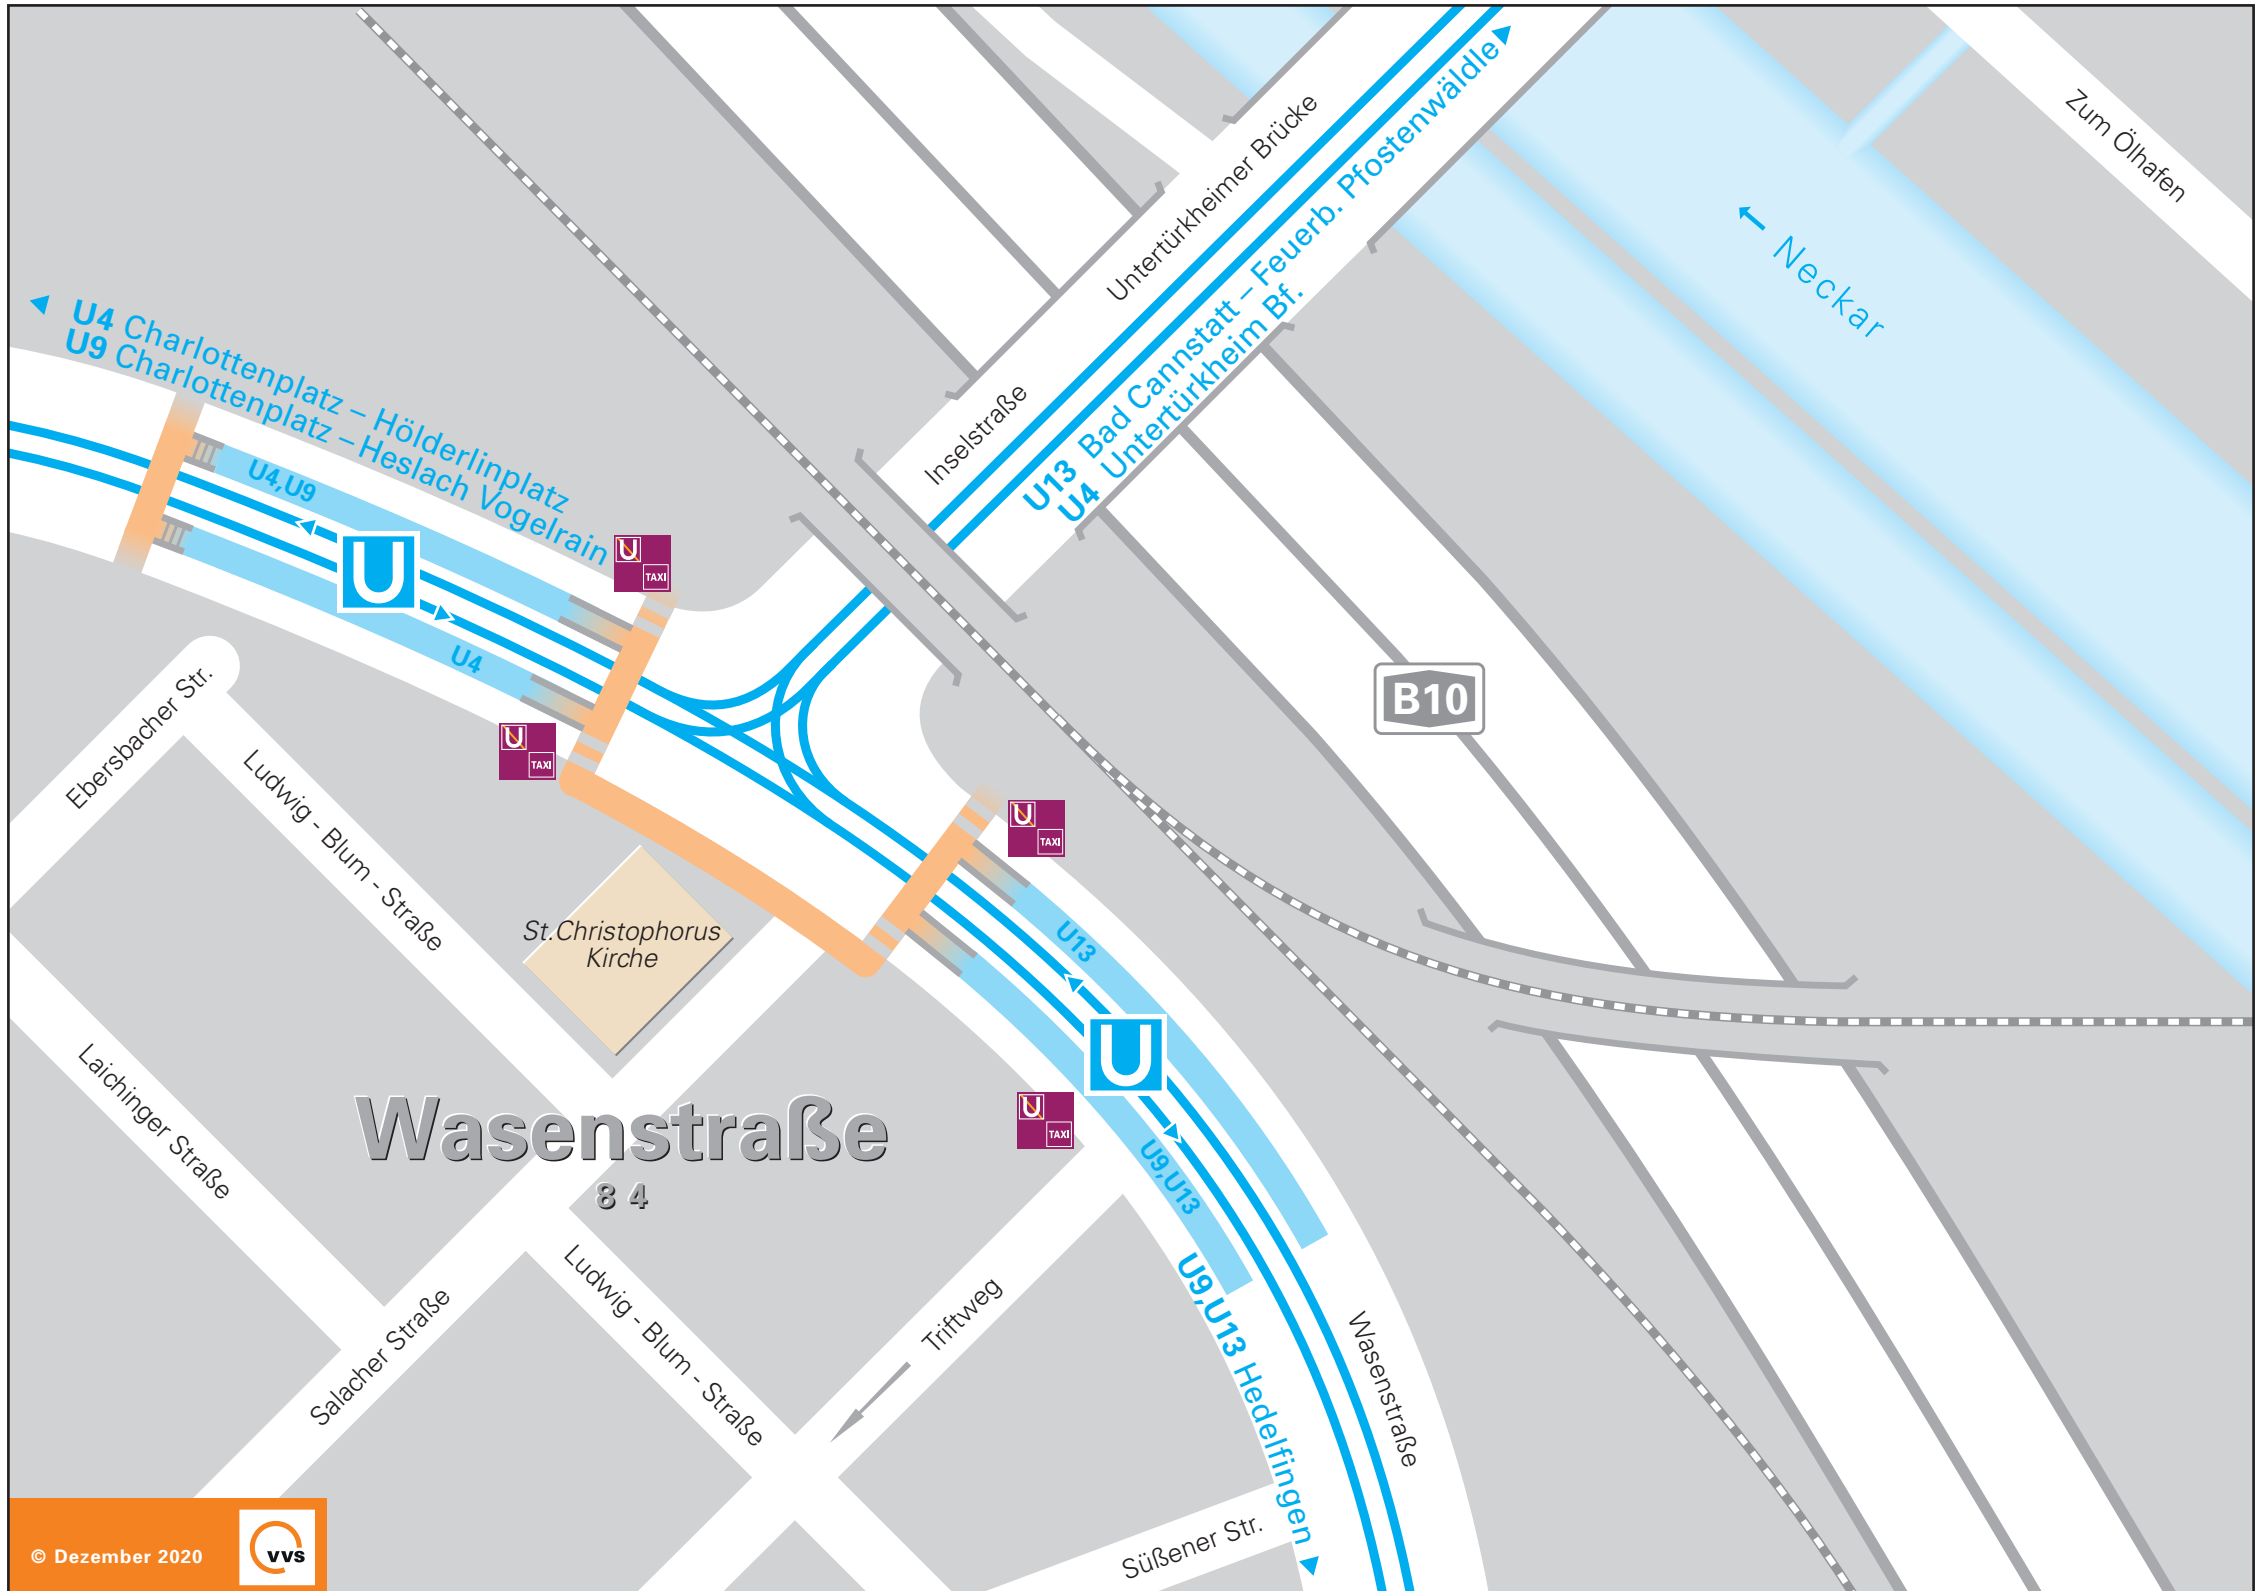 Zum Ölhafen
Neckar
Untertürkheimer Brücke
U13 Bad Cannstatt – Feuerb. Pfostenwäldle
U4 Untertürkheim Bf.
Inselstraße
U4 Charlottenplatz – Hölderlinplatz
U9 Charlottenplatz – Heslach Vogelrain
U4,U9
U
U4
U
TAXI
U
TAXI
U
TAXI
U
TAXI
B10
Ebersbacher Str.
Ludwig - Blum - Straße
St.Christophorus
Kirche
U13
U
U9,U13
Laichinger Straße
Wasenstraße
84
U9,U13 Hedelfingen
Wasenstraße
Salacher Straße
Ludwig - Blum - Straße
Triftweg
Süßener Str.
© Dezember 2020
VVS